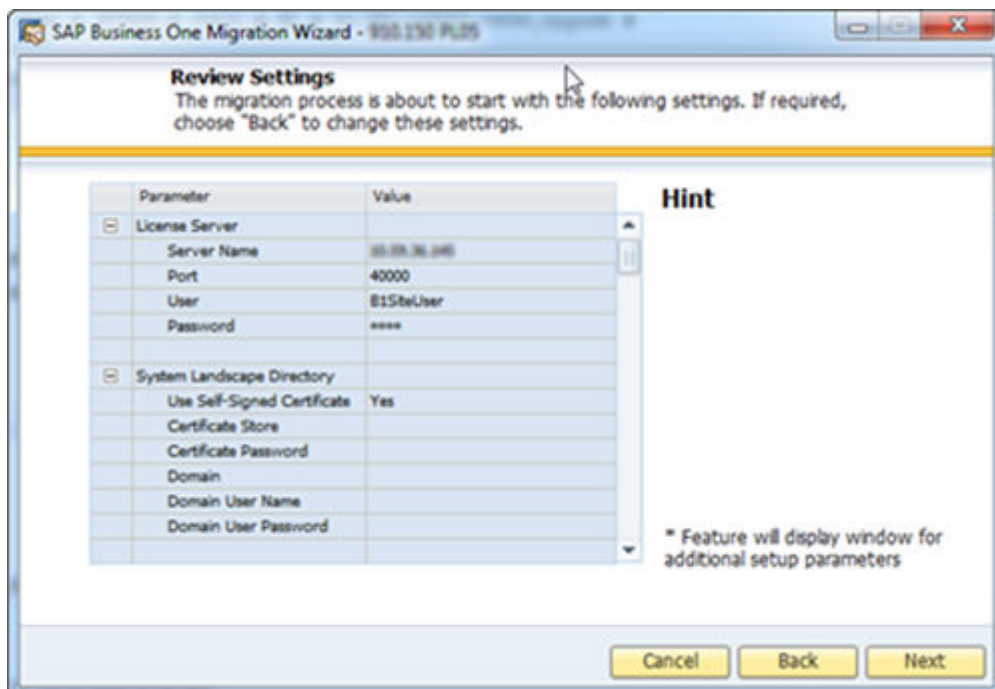 SAP Business One Migration Wizard -
Review Settings
The migration process is about to start with the following settings. If required,
choose "Back" to change these settings.
Parameter Value
License Server
Server Name
Port 40000
User B1SiteUser
Password ****
System Landscape Directory
Use Self-Signed Certificate Yes
Certificate Store
Certificate Password
Domain
Domain User Name
Domain User Password
Hint
* Feature will display window for
additional setup parameters
Cancel Back Next